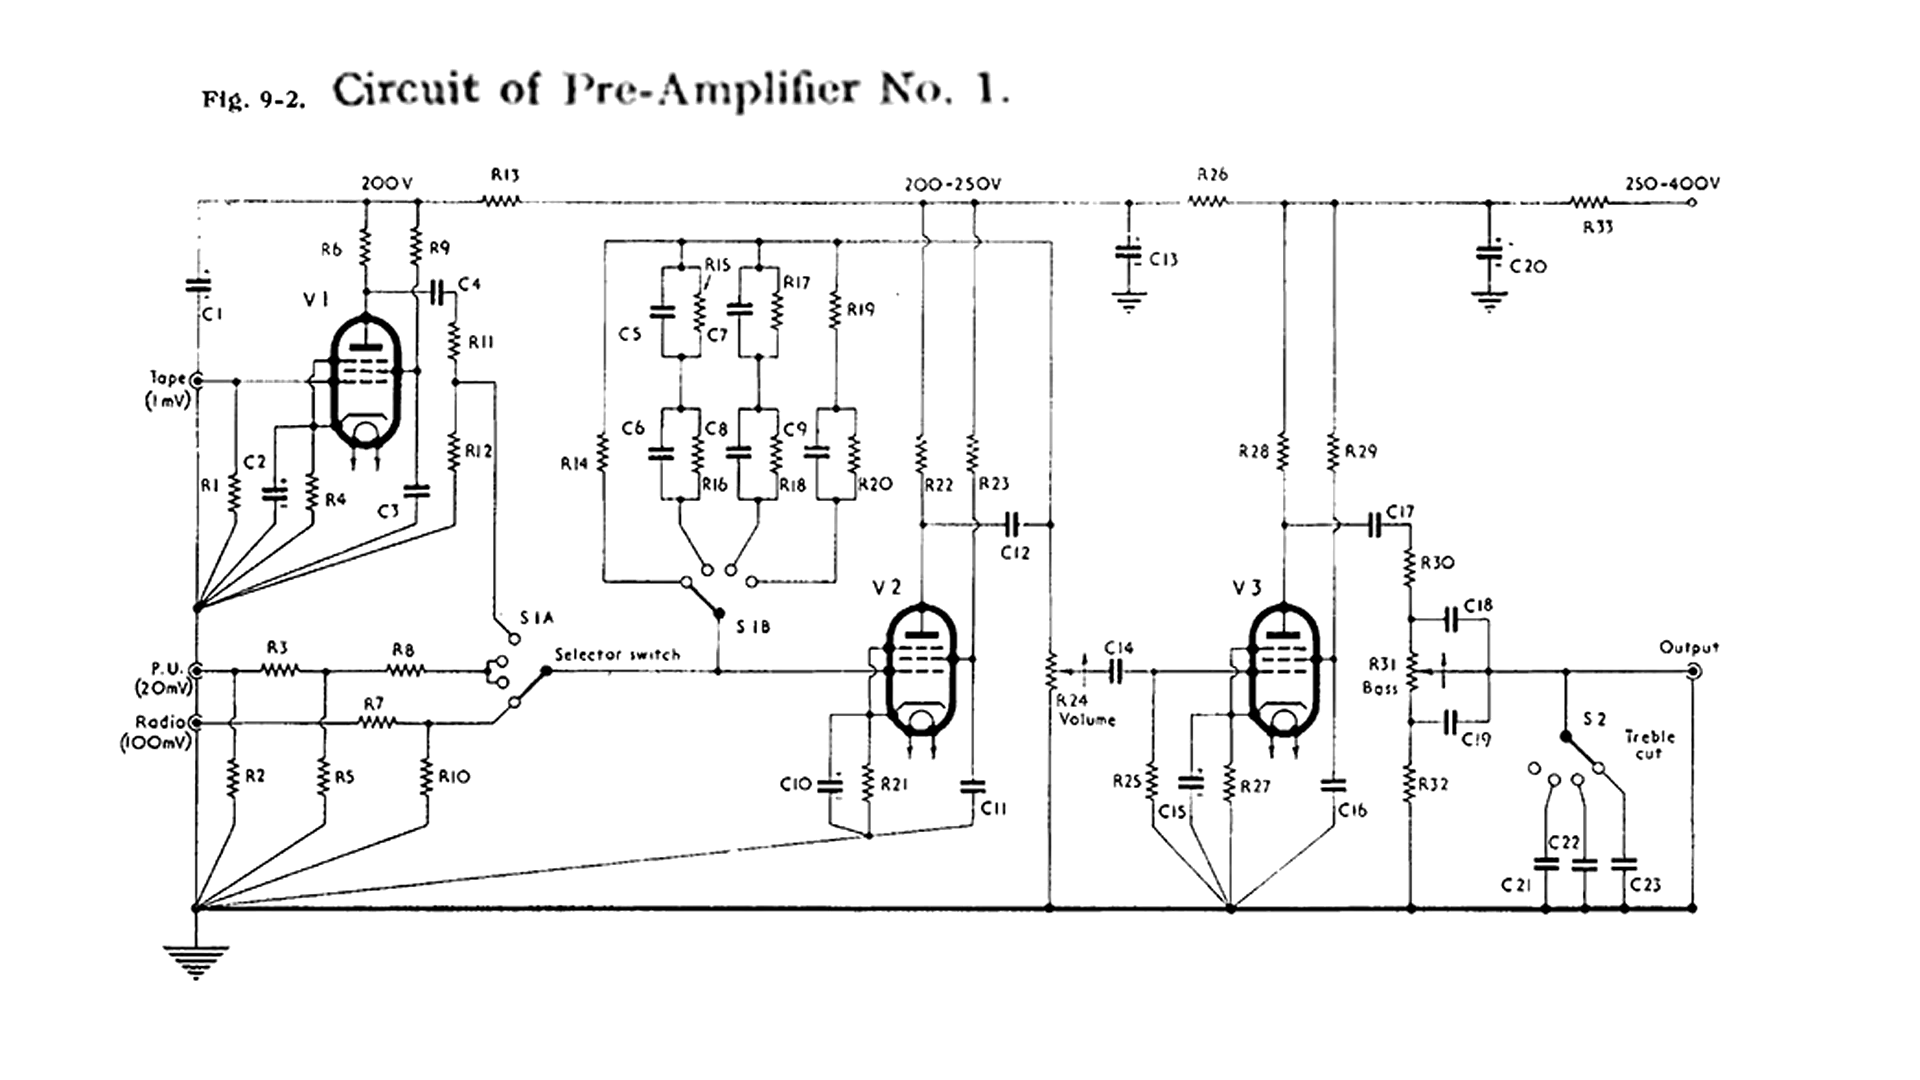 Fig. 9-2. Circuit of Pre-Amplifier No. 1.
200V
R13
200-250V
R26
250-400V
R33
R6
R9
C4
C1
V1
R11
R15
R17
R19
C5
C7
C13
C20
Tape
(1mV)
C2
R1
R4
C3
R12
R14
C6
R16
C8
R18
C9
R20
R22
R23
R28
R29
C12
C17
R30
V2
V3
S1A
S1B
Selector switch
R3
R8
P.U.
(20mV)
R7
Radio
(100mV)
R2
R5
R10
C10
R21
C11
R24
Volume
C14
R25
C15
R27
C16
C18
R31
Bass
C19
R32
Output
S2
Treble
cut
C22
C21
C23